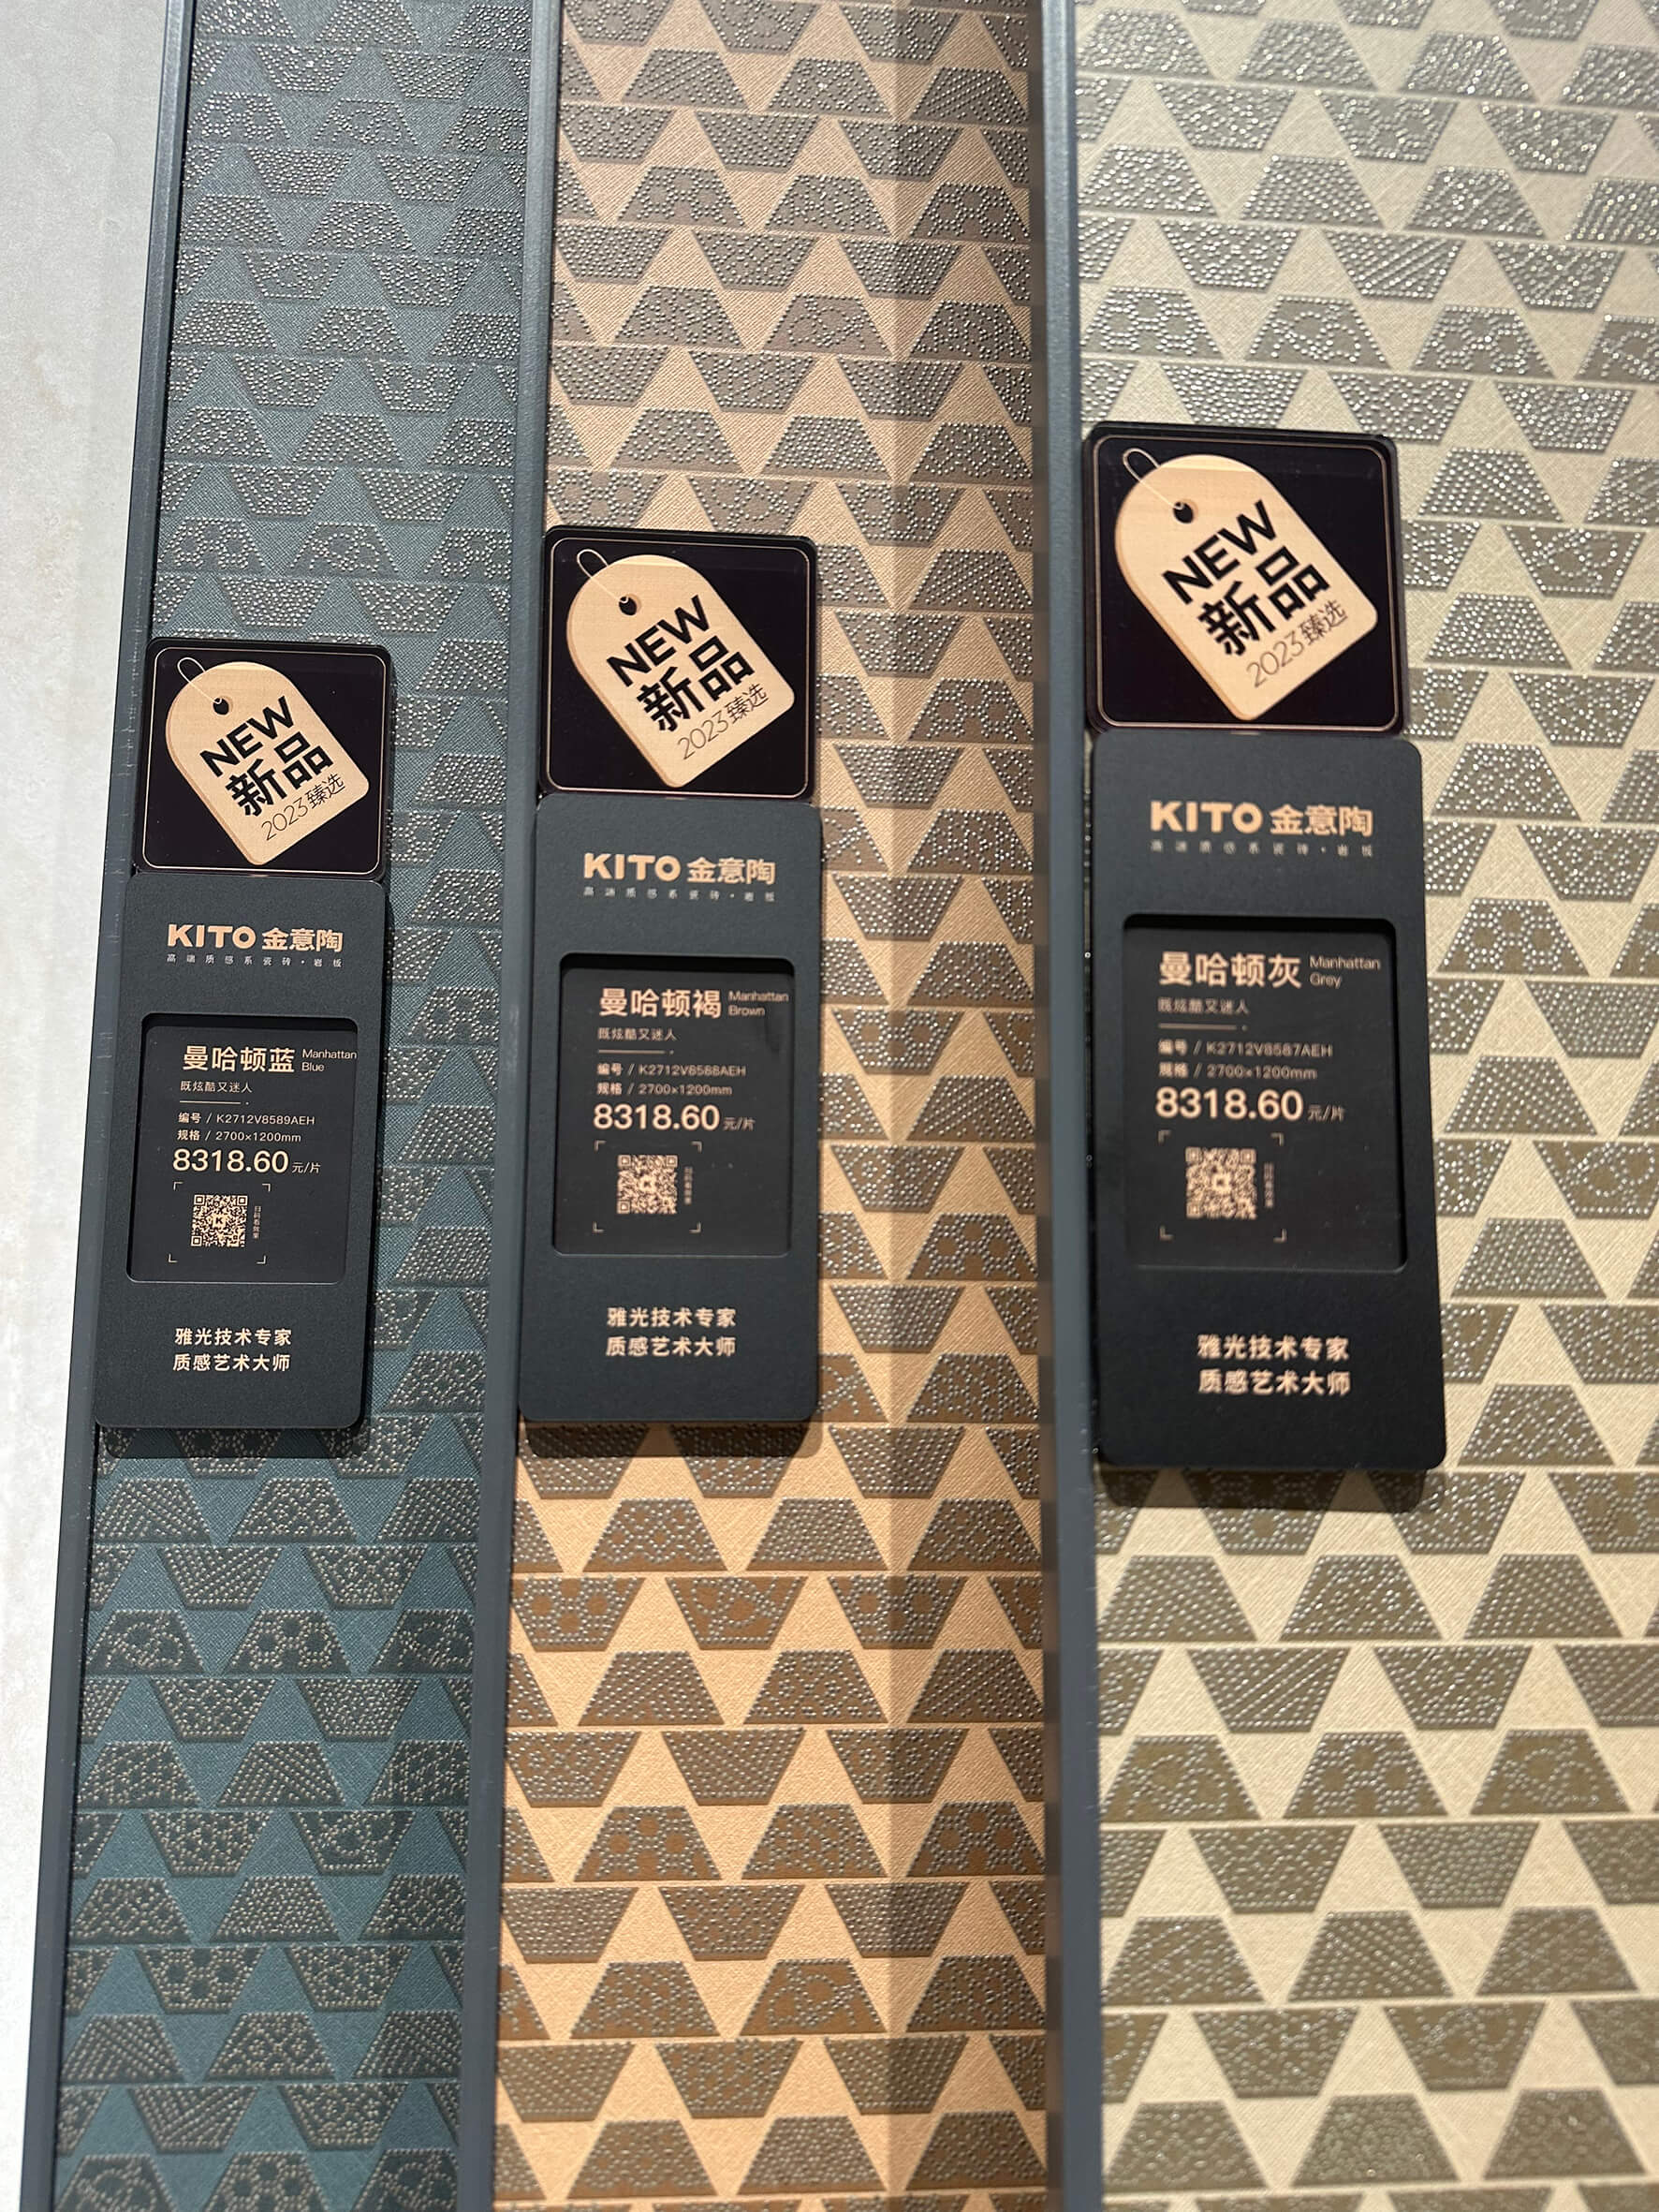 NEW
新品
2023臻选
KITO 金意陶
高端质感系瓷砖·岩板
曼哈顿蓝 Manhattan
Blue
既炫酷又迷人
编号 / K2712V8589AEH
规格 / 2700×1200mm
8318.60元/片
雅光技术专家
质感艺术大师
NEW
新品
2023臻选
KITO 金意陶
高端质感系瓷砖·岩板
曼哈顿褐 Manhattan
Brown
既炫酷又迷人
编号 / K2712V8588AEH
规格 / 2700×1200mm
8318.60元/片
雅光技术专家
质感艺术大师
NEW
新品
2023臻选
KITO 金意陶
高端质感系瓷砖·岩板
曼哈顿灰 Manhattan
Grey
既炫酷又迷人
编号 / K2712V8587AEH
规格 / 2700×1200mm
8318.60元/片
雅光技术专家
质感艺术大师